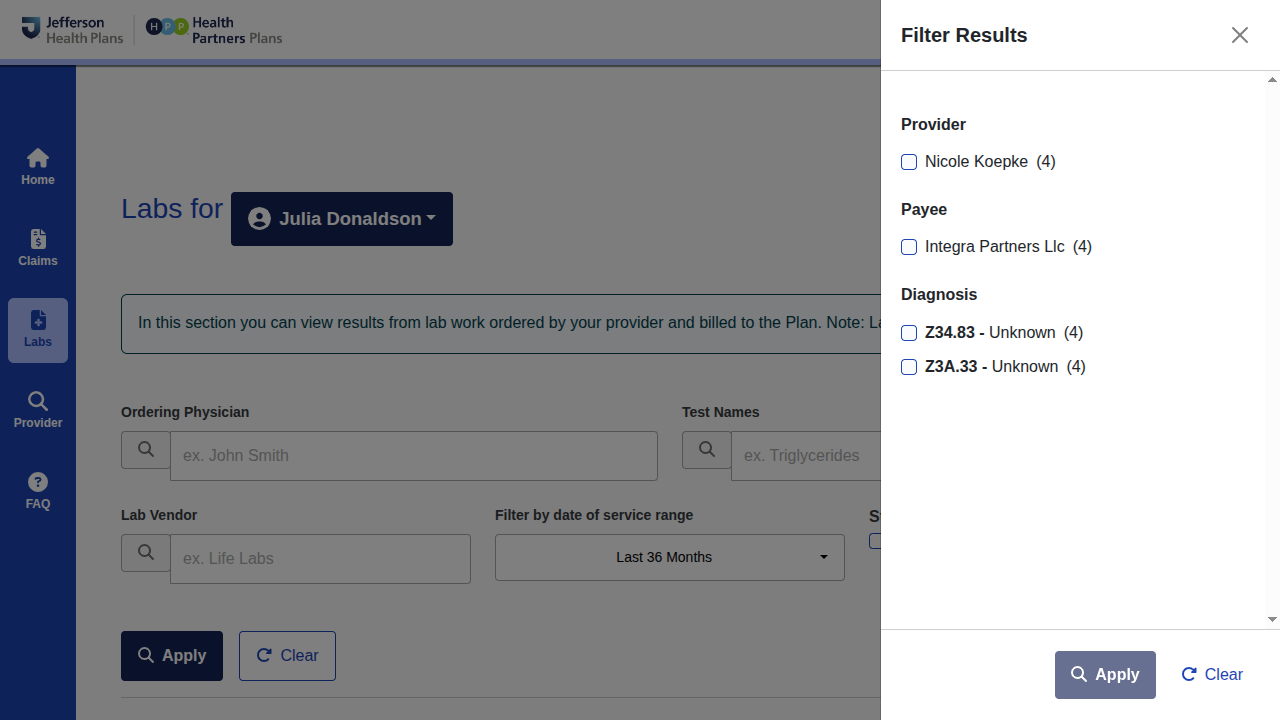 Jefferson
Health Plans
HPP
Health
Partners Plans
Home
Claims
Labs
Provider
FAQ
Labs for
Julia Donaldson
In this section you can view results from lab work ordered by your provider and billed to the Plan. Note: La
Ordering Physician
ex. John Smith
Test Names
ex. Triglycerides
Lab Vendor
ex. Life Labs
Filter by date of service range
Last 36 Months
Apply
Clear
Filter Results
Provider
Nicole Koepke (4)
Payee
Integra Partners Llc (4)
Diagnosis
Z34.83 - Unknown (4)
Z3A.33 - Unknown (4)
Apply
Clear